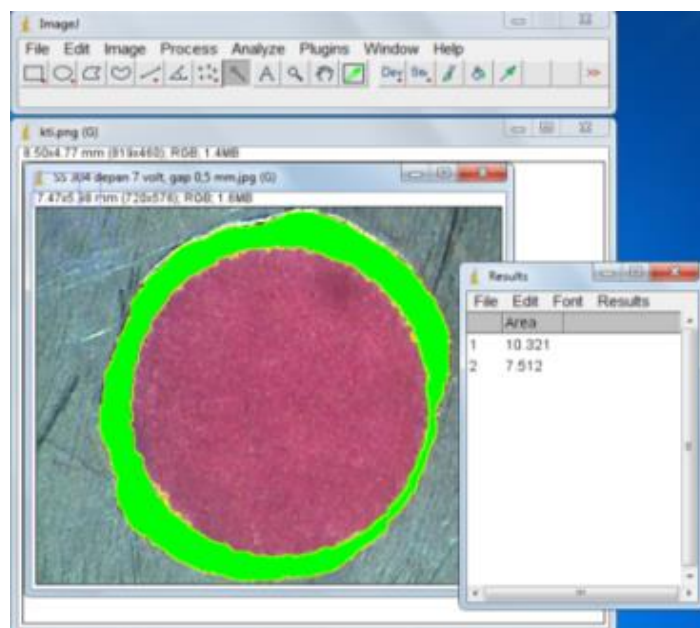 ImageJ
File Edit Image Process Analyze Plugins Window Help
A Dev
kti.png (G)
8.50x4.77 mm (819x460); RGB; 1.4MB
SS 304 depan 7 volt, gap 0,5 mm.jpg (G)
7.47x5.98 mm (720x576); RGB; 1.6MB
Results
File Edit Font Results
Area
1 10.321
2 7.512